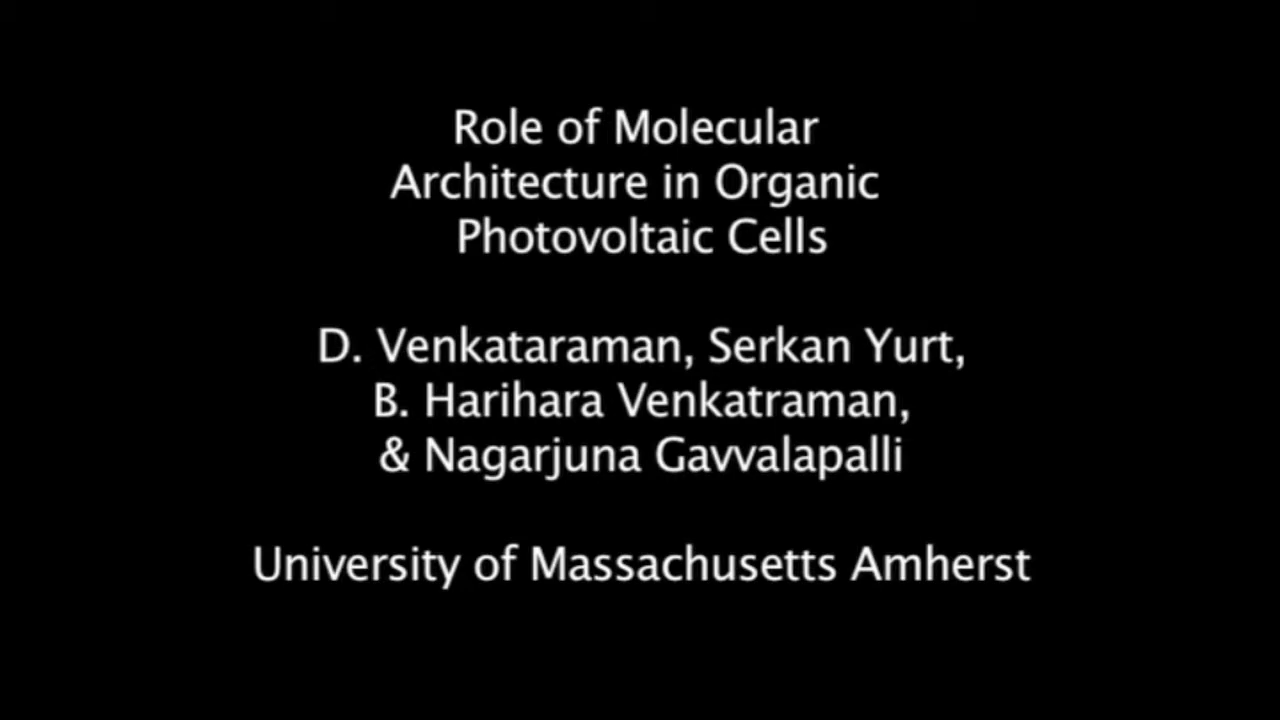 Role of Molecular
Architecture in Organic
Photovoltaic Cells
D. Venkataraman, Serkan Yurt,
B. Harihara Venkatraman,
& Nagarjuna Gavvalapalli
University of Massachusetts Amherst